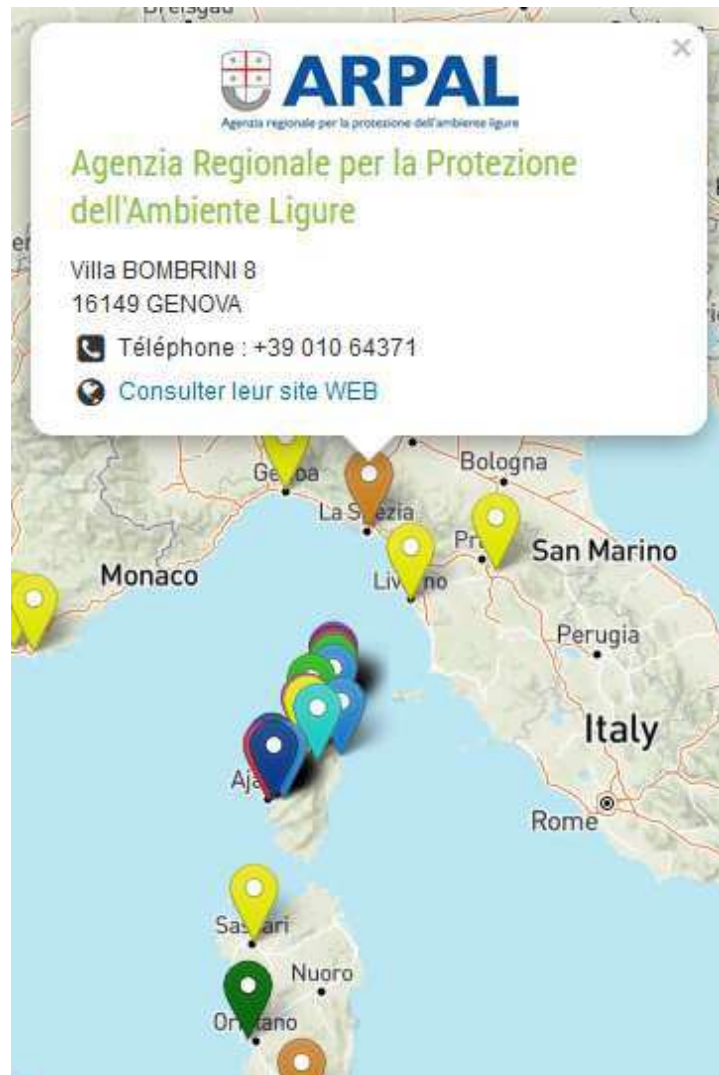 ARPAL
Agenzia regionale per la protezione dell'ambiente ligure
Agenzia Regionale per la Protezione
dell'Ambiente Ligure
Villa BOMBRINI 8
16149 GENOVA
Téléphone : +39 010 64371
Consulter leur site WEB
Bologna
San Marino
Monaco
Perugia
Italy
Rome
Nuoro